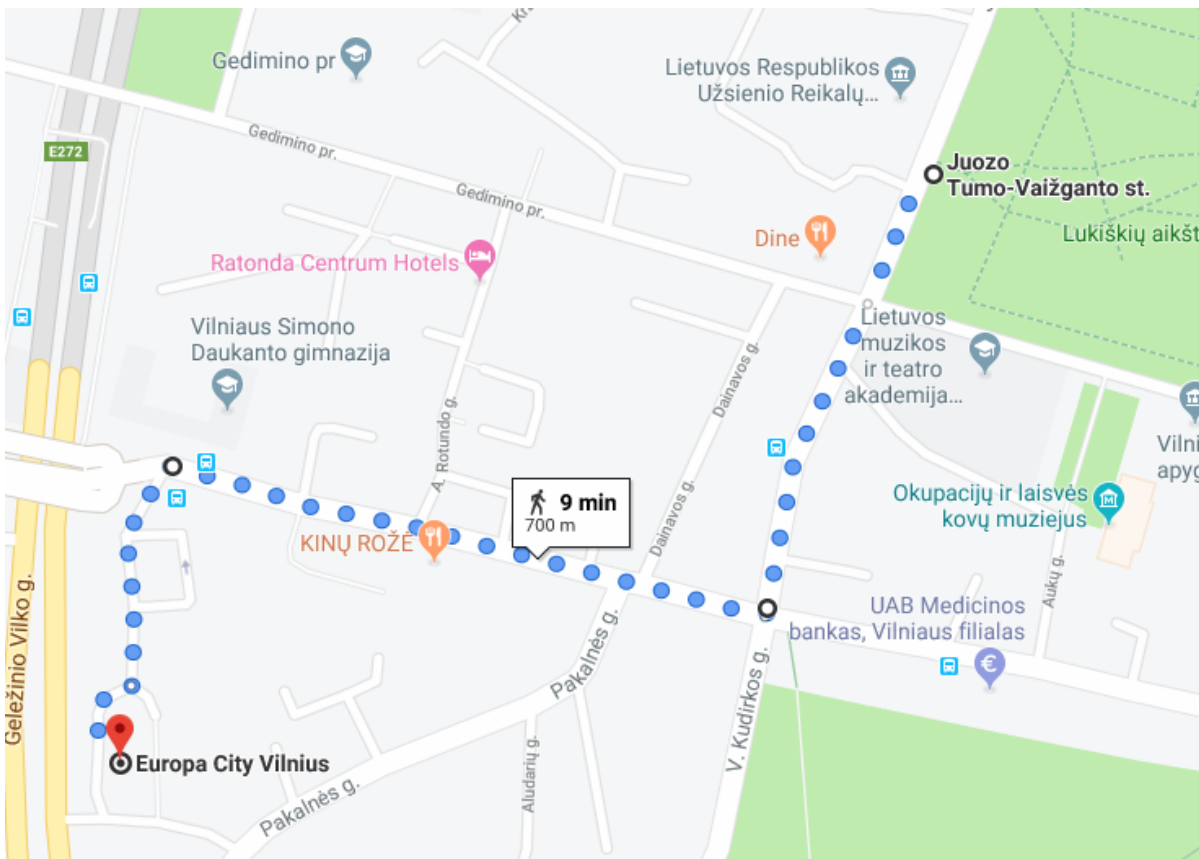 Kr
Gedimino pr
Lietuvos Respublikos
Užsienio Reikalų...
Gedimino pr.
E272
Juozo
Tumo-Vaižganto st.
Gedimino pr.
Dine
Lukiškių aikšt
Ratonda Centrum Hotels
Vilniaus Simono
Daukanto gimnazija
Lietuvos
muzikos
ir teatro
akademija...
Dainavos g.
A. Rotundo g.
Vilni
apyg
9 min
700 m
Okupacijų ir laisvės
kovų muziejus
KINŲ ROŽĖ
Dainavos g.
Aukų g.
UAB Medicinos
bankas, Vilniaus filialas
Geležinio Vilko g.
Pakalnės g.
V. Kudirkos g.
Europa City Vilnius
Aludarių g.
Pakalnės g.